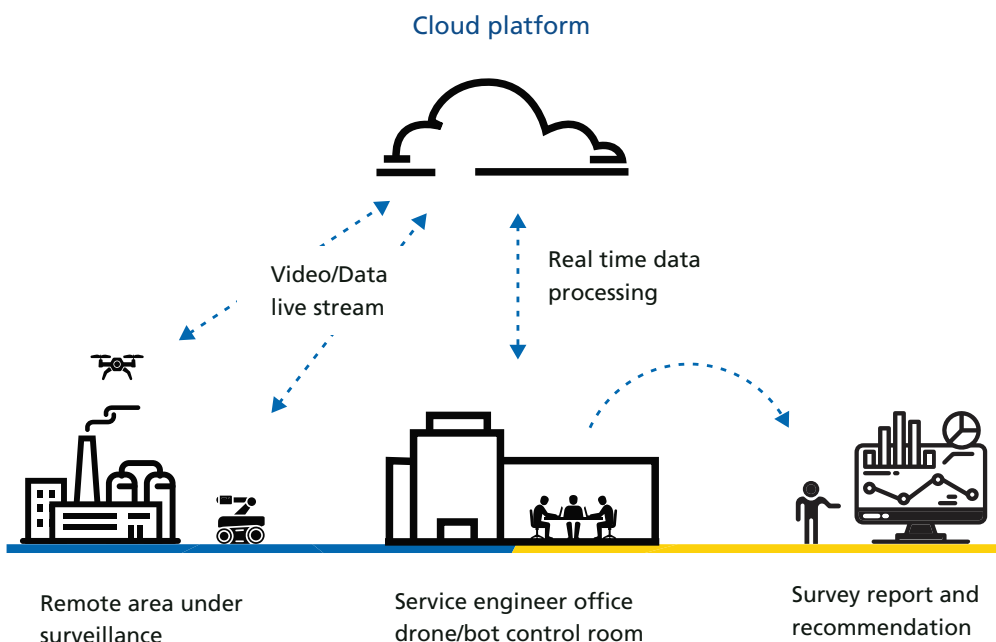 Cloud platform
Video/Data
live stream
Real time data
processing
Remote area under
surveillance
Service engineer office
drone/bot control room
Survey report and
recommendation